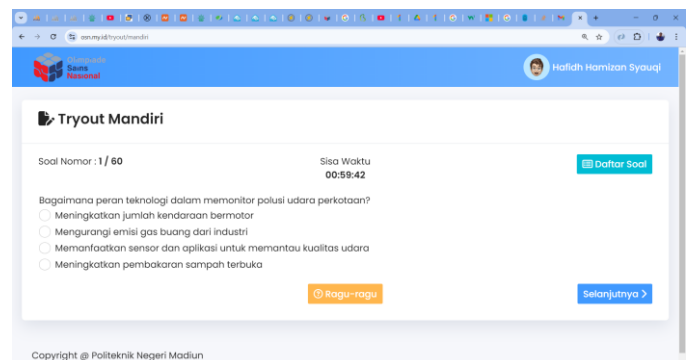 osn.my.id/tryout/mandiri
Olimpiade
Sains
Nasional
Hafidh Hamizan Syauqi
Tryout Mandiri
Soal Nomor : 1 / 60
Sisa Waktu
00:59:42
Daftar Soal
Bagaimana peran teknologi dalam memonitor polusi udara perkotaan?
Meningkatkan jumlah kendaraan bermotor
Mengurangi emisi gas buang dari industri
Memanfaatkan sensor dan aplikasi untuk memantau kualitas udara
Meningkatkan pembakaran sampah terbuka
Ragu-ragu
Selanjutnya
Copyright @ Politeknik Negeri Madiun